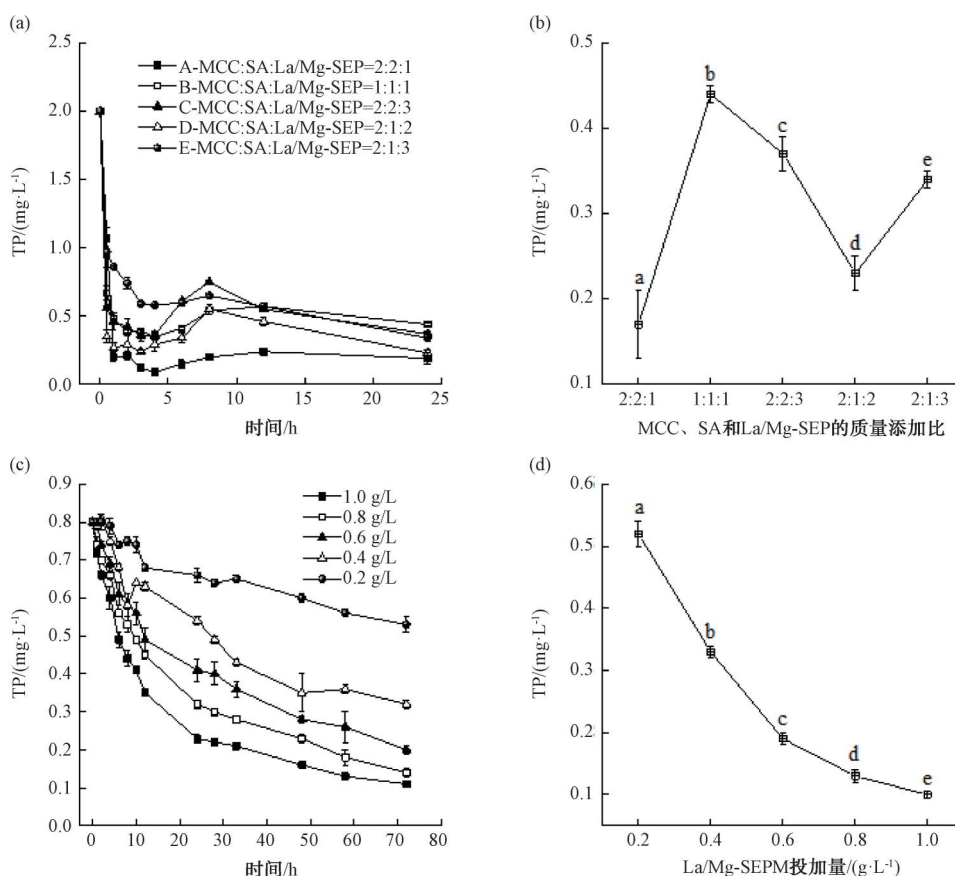 (a)
2.5
2.0
1.5
1.0
0.5
0.0
TP/(mg·L⁻¹)
A-MCC:SA:La/Mg-SEP=2:2:1
B-MCC:SA:La/Mg-SEP=1:1:1
C-MCC:SA:La/Mg-SEP=2:2:3
D-MCC:SA:La/Mg-SEP=2:1:2
E-MCC:SA:La/Mg-SEP=2:1:3
0 5 10 15 20 25
时间/h
(b)
0.5
0.4
0.3
0.2
0.1
TP/(mg·L⁻¹)
a
b
c
d
e
2:2:1 1:1:1 2:2:3 2:1:2 2:1:3
MCC、SA和La/Mg-SEP的质量添加比
(c)
0.9
0.8
0.7
0.6
0.5
0.4
0.3
0.2
0.1
0.0
TP/(mg·L⁻¹)
1.0 g/L
0.8 g/L
0.6 g/L
0.4 g/L
0.2 g/L
0 10 20 30 40 50 60 70 80
时间/h
(d)
0.6
0.5
0.4
0.3
0.2
0.1
TP/(mg·L⁻¹)
a
b
c
d
e
0.2 0.4 0.6 0.8 1.0
La/Mg-SEPM投加量/(g·L⁻¹)